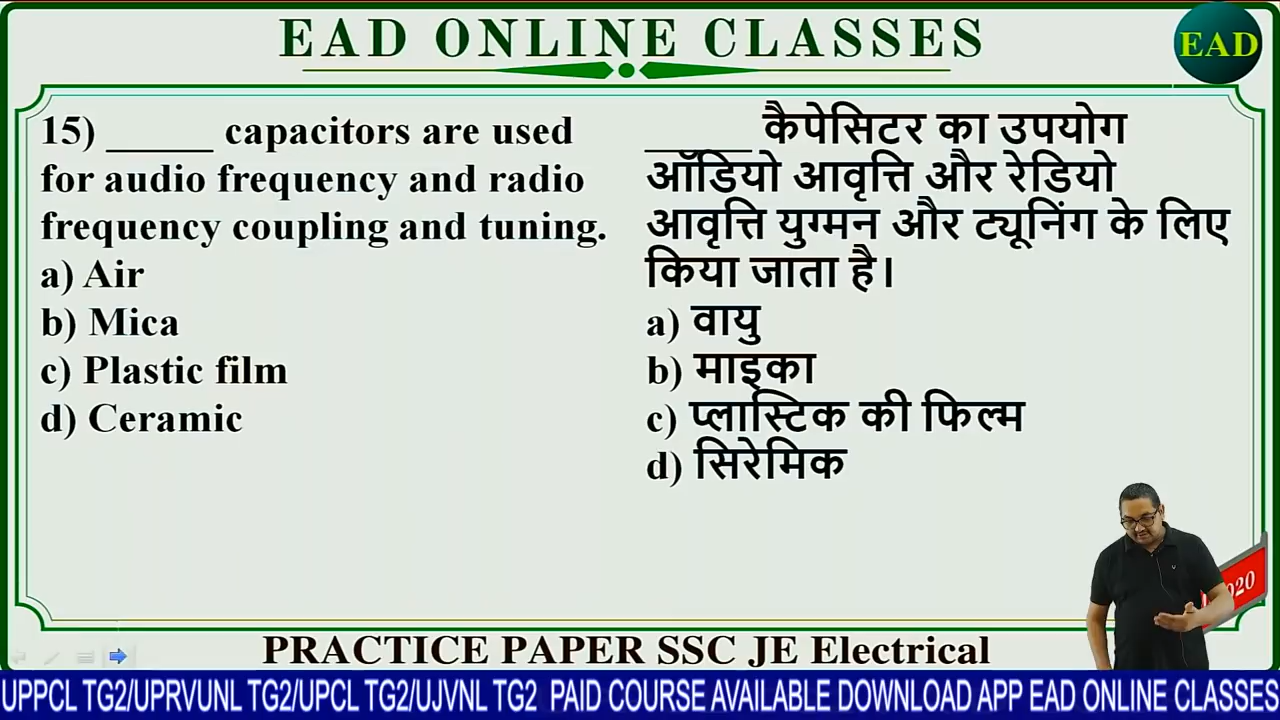 EAD ONLINE CLASSES
EAD
15) _____ capacitors are used
for audio frequency and radio
frequency coupling and tuning.
a) Air
b) Mica
c) Plastic film
d) Ceramic
_____ कैपेसिटर का उपयोग
ऑडियो आवृत्ति और रेडियो
आवृत्ति युग्मन और ट्यूनिंग के लिए
किया जाता है।
a) वायु
b) माइका
c) प्लास्टिक की फिल्म
d) सिरेमिक
PRACTICE PAPER SSC JE Electrical
UPPCL TG2/UPRVUNL TG2/UPCL TG2/UJVNL TG2 PAID COURSE AVAILABLE DOWNLOAD APP EAD ONLINE CLASSES